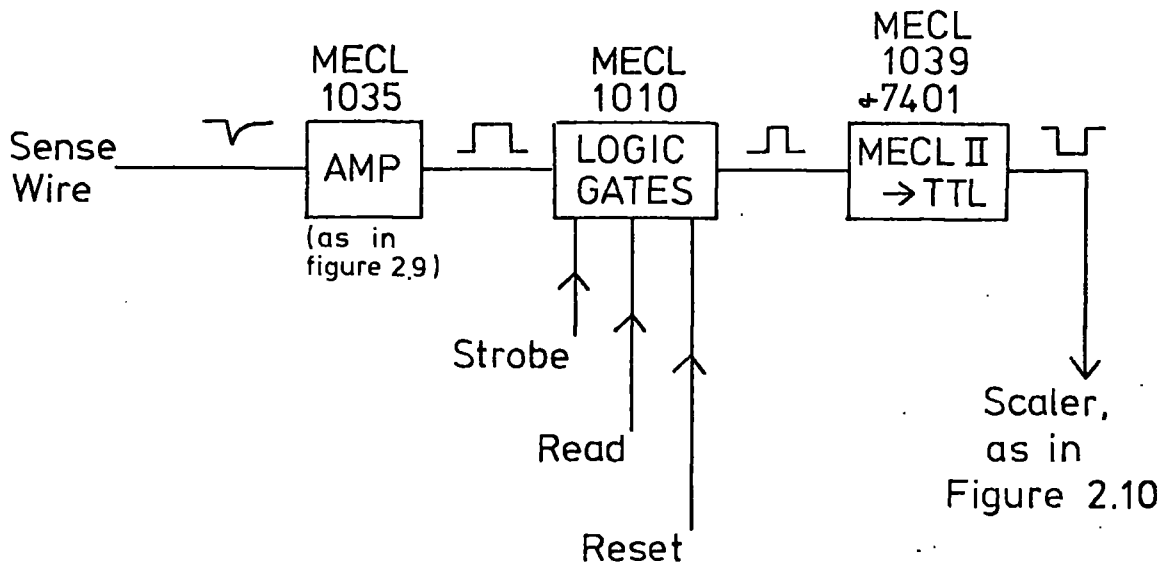 MECL
1035
MECL
1010
MECL
1039
+7401
Sense
Wire
AMP
LOGIC
GATES
MECL II
→ TTL
(as in
figure 2.9)
Strobe
Read
Reset
Scaler,
as in
Figure 2.10